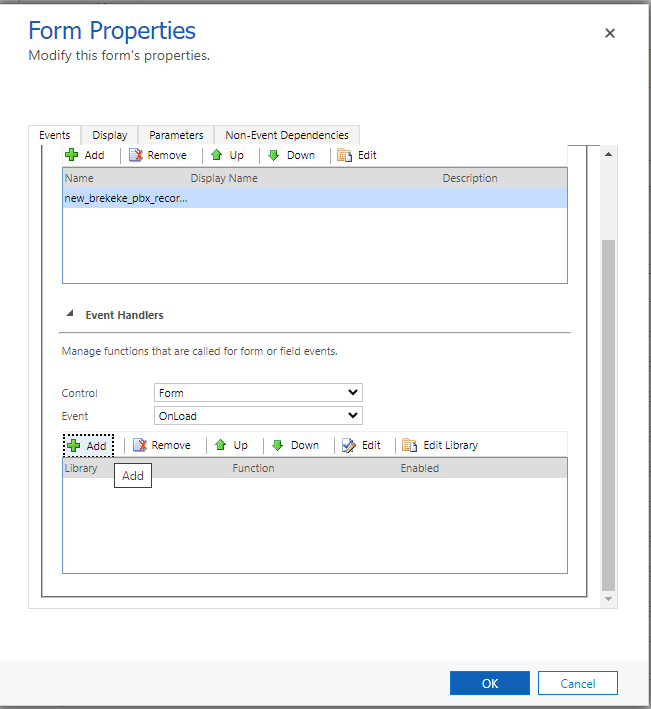 Form Properties
Modify this form's properties.
Events Display Parameters Non-Event Dependencies
Add Remove Up Down Edit
Name Display Name Description
new_brekeke_pbx_recor...
Event Handlers
Manage functions that are called for form or field events.
Control Form
Event OnLoad
Add Remove Up Down Edit Edit Library
Library Function Enabled
Add
OK Cancel